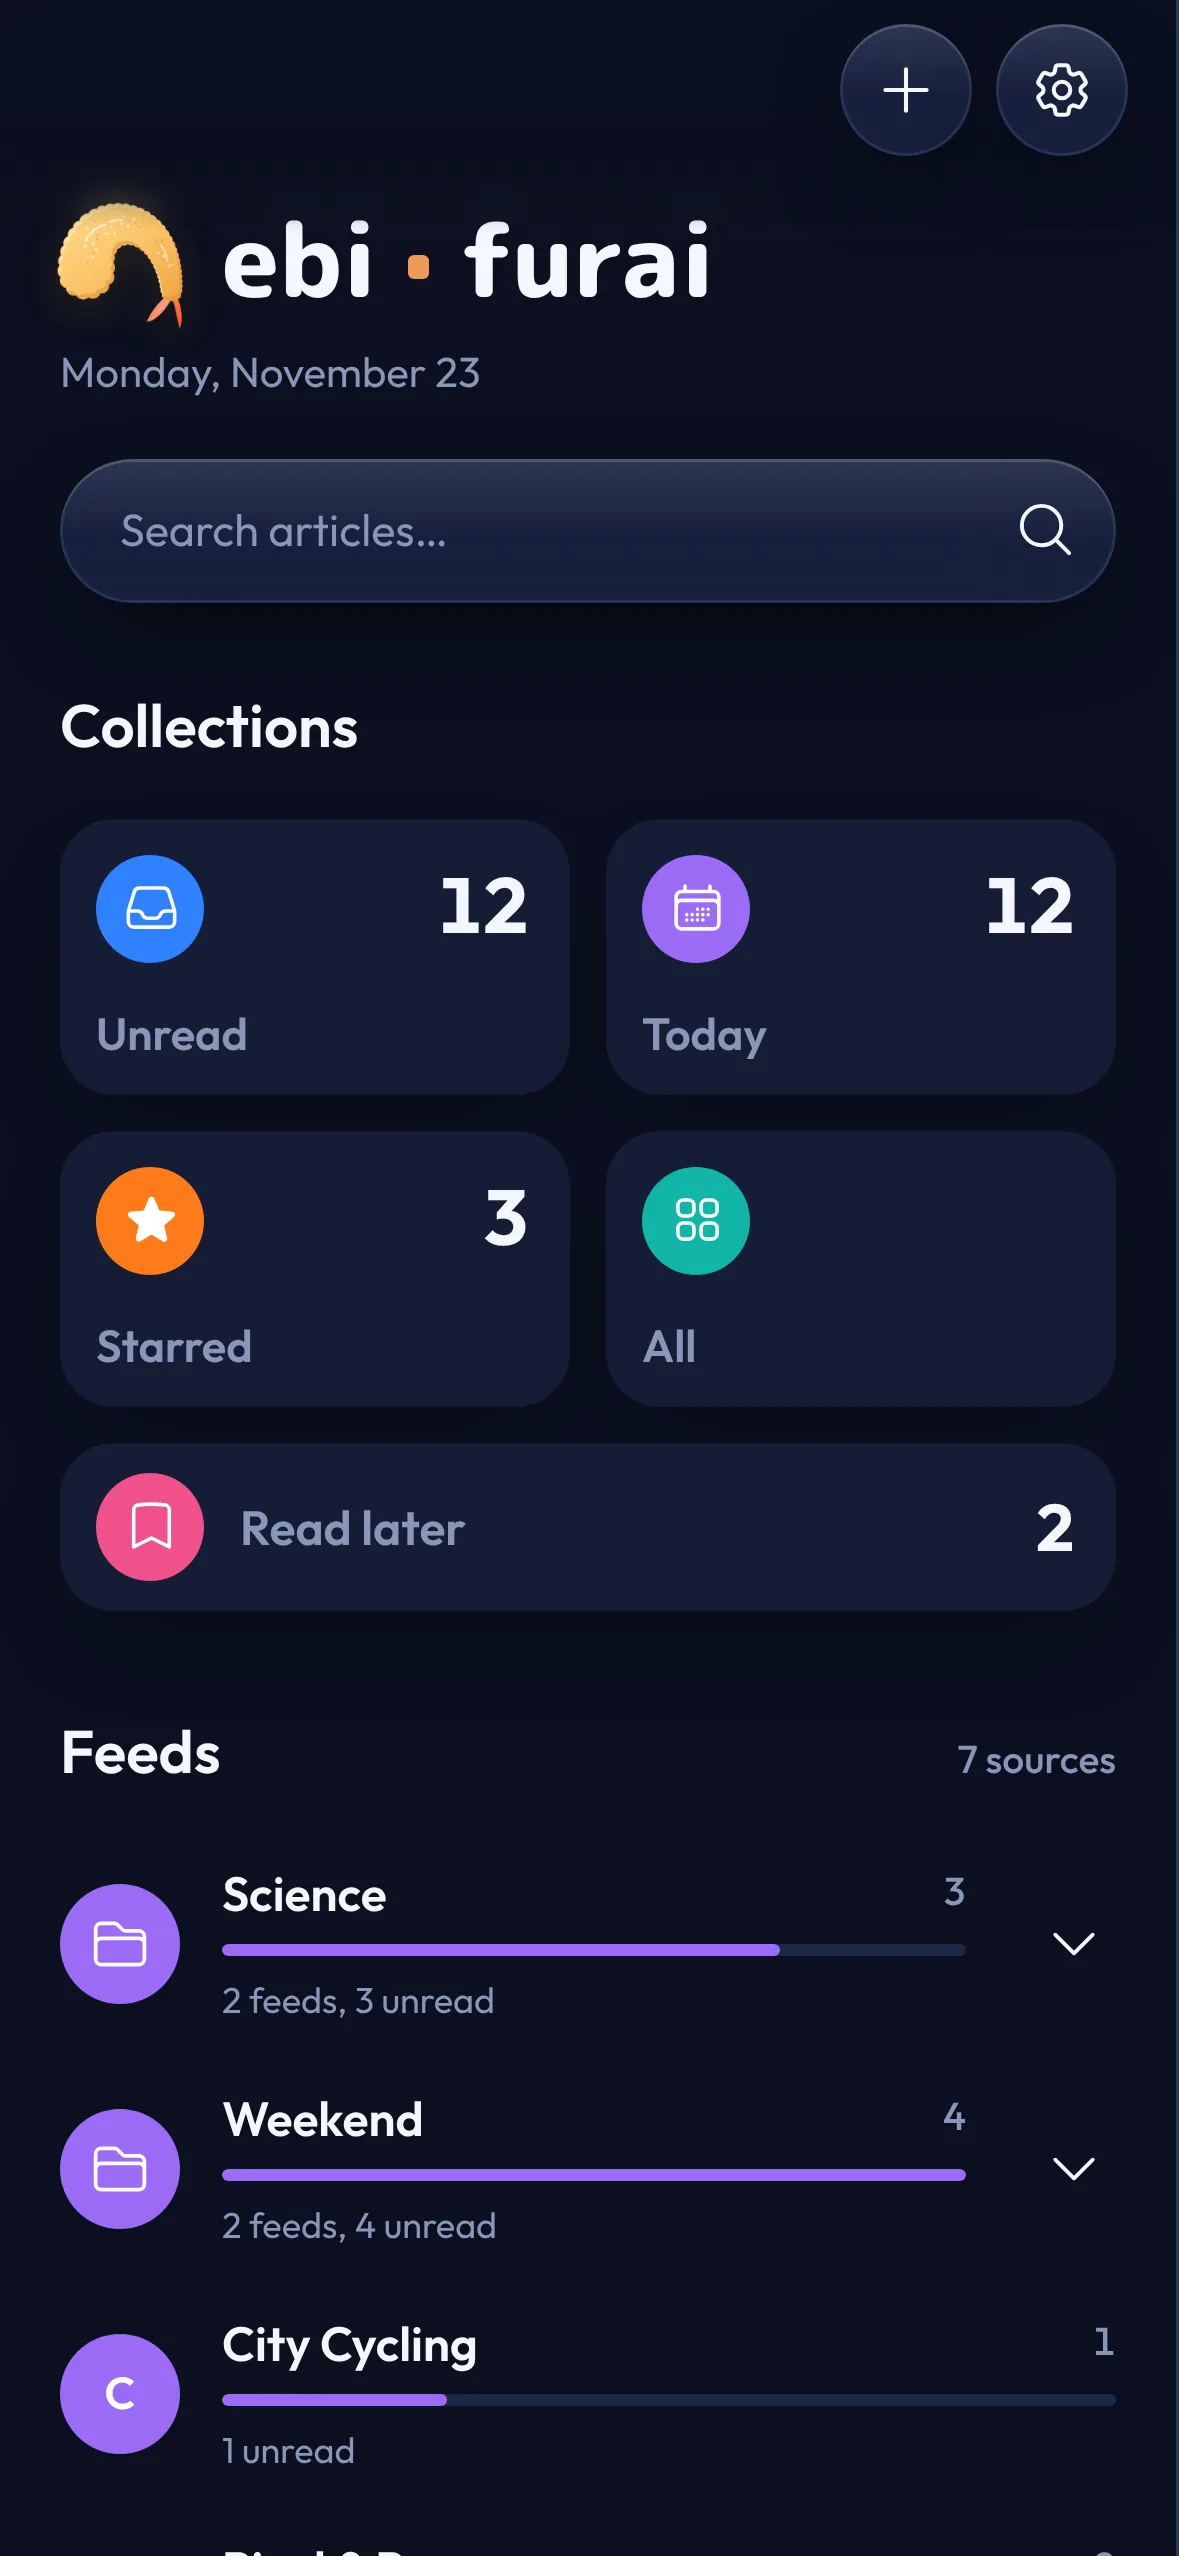 ebi · furai
Monday, November 23
Search articles...
Collections
12
Unread
12
Today
3
Starred
All
Read later
2
Feeds
7 sources
Science
3
2 feeds, 3 unread
Weekend
4
2 feeds, 4 unread
C
City Cycling
1
1 unread